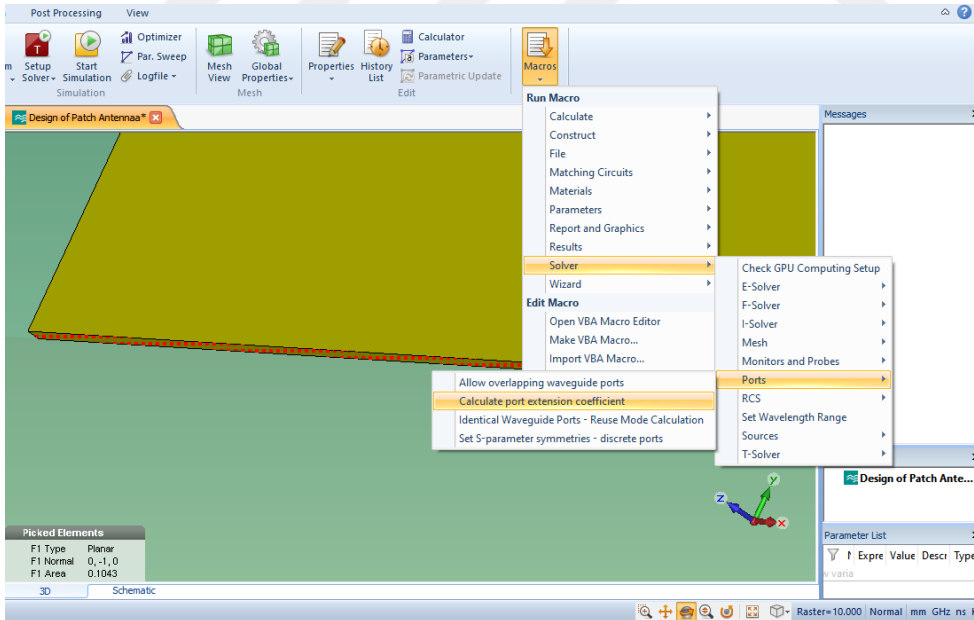 Post Processing View
Optimizer
Par. Sweep
Logfile
Setup Solver
Start Simulation
Simulation
Mesh View
Global Properties
Mesh
Properties
History List
Calculator
Parameters
Parametric Update
Edit
Macros
Design of Patch Antennaa*
Messages
Run Macro
Calculate
Construct
File
Matching Circuits
Materials
Parameters
Report and Graphics
Results
Solver
Wizard
Edit Macro
Open VBA Macro Editor
Make VBA Macro...
Import VBA Macro...
Check GPU Computing Setup
E-Solver
F-Solver
I-Solver
Mesh
Monitors and Probes
Ports
RCS
Set Wavelength Range
Sources
T-Solver
Allow overlapping waveguide ports
Calculate port extension coefficient
Identical Waveguide Ports - Reuse Mode Calculation
Set S-parameter symmetries - discrete ports
Design of Patch Ante...
y
z
x
Picked Elements
F1 Type Planar
F1 Normal 0,-1,0
F1 Area 0.1043
Parameter List
Expre Value Descr Type
varia
3D Schematic
Raster=10.000 Normal mm GHz ns